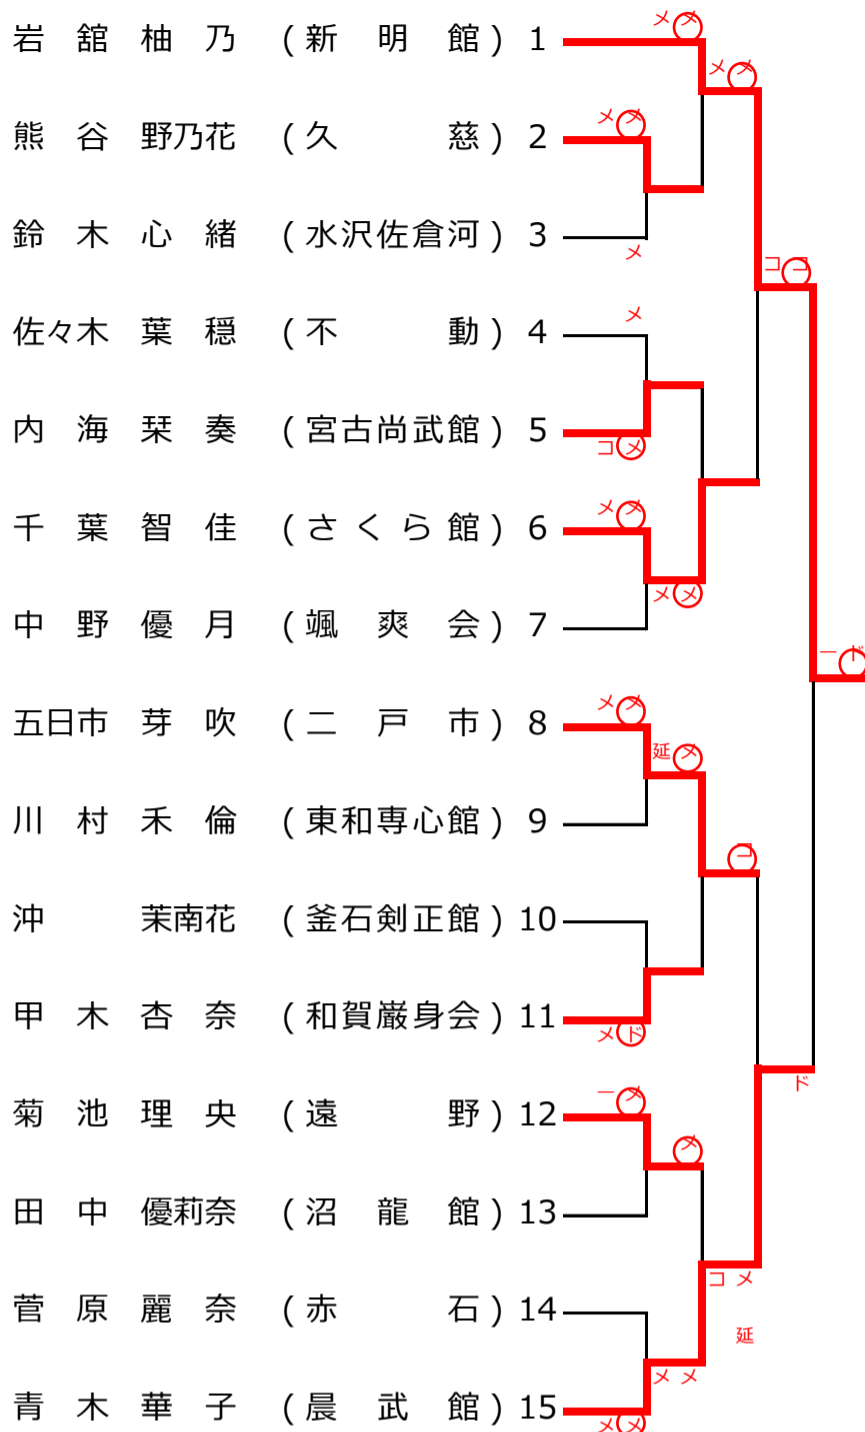 メメ
岩舘柚乃 (新明館) 1
メメ
メメ
熊谷野乃花 (久慈) 2
鈴木心緒 (水沢佐倉河) 3
メ
ココ
メ
佐々木葉穏 (不動) 4
内海栞奏 (宮古尚武館) 5
コメ
メメ
千葉智佳 (さくら館) 6
メメ
中野優月 (颯爽会) 7
一ド
メメ
五日市芽吹 (二戸市) 8
延メ
川村禾倫 (東和専心館) 9
コ
沖茉南花 (釜石剣正館) 10
甲木杏奈 (和賀巌身会) 11
メド
ド
一メ
菊池理央 (遠野) 12
メ
田中優莉奈 (沼龍館) 13
コメ
菅原麗奈 (赤石) 14
延
メメ
青木華子 (晨武館) 15
メメ